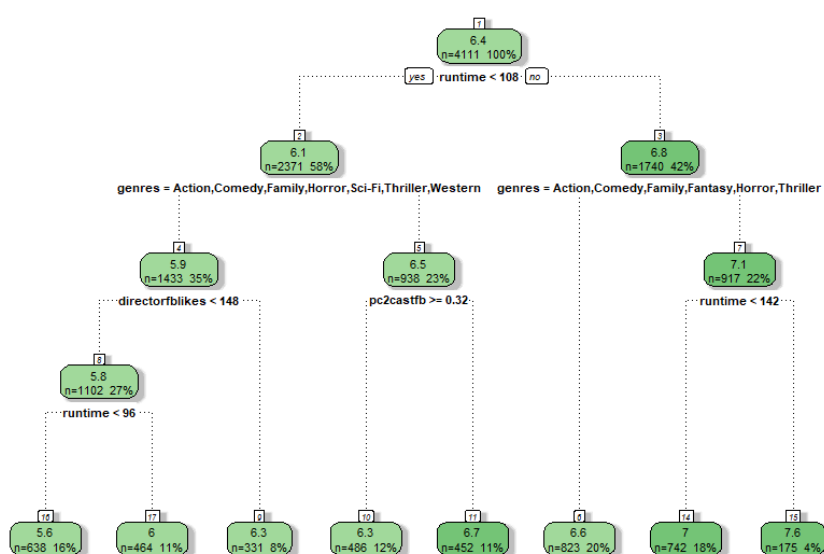 1
6.4
n=4111 100%
yes runtime < 108 no
2
6.1
n=2371 58%
3
6.8
n=1740 42%
genres = Action,Comedy,Family,Horror,Sci-Fi,Thriller,Western
genres = Action,Comedy,Family,Fantasy,Horror,Thriller
4
5.9
n=1433 35%
5
6.5
n=938 23%
7
7.1
n=917 22%
directorfblikes < 148
pc2castfb >= 0.32
runtime < 142
8
5.8
n=1102 27%
runtime < 96
16
5.6
n=638 16%
17
6
n=464 11%
9
6.3
n=331 8%
10
6.3
n=486 12%
11
6.7
n=452 11%
6
6.6
n=823 20%
14
7
n=742 18%
15
7.6
n=175 4%